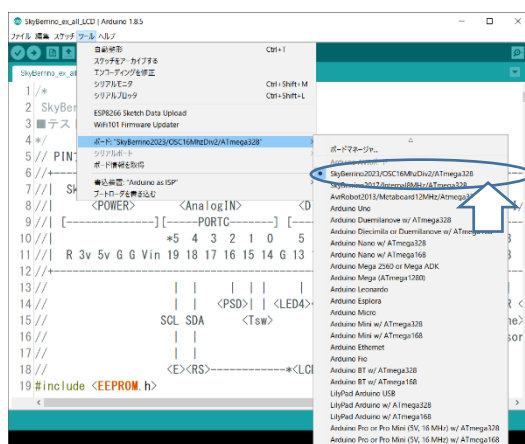 SkyBerrino_ex_all_LCD | Arduino 1.8.5
ファイル 編集 スケッチ ツール ヘルプ
自動整形 Ctrl+T
スケッチをアーカイブする
エンコーディングを修正
シリアルモニタ Ctrl+Shift+M
シリアルプロッタ Ctrl+Shift+L
ESP8266 Sketch Data Upload
WiFi101 Firmware Updater
ボード: "SkyBerrino2023/OSC16MhzDiv2/ATmega328"
シリアルポート
ボード情報を取得
書込装置: "Arduino as ISP"
ブートローダを書き込む
ボードマネージャ...
SkyBerrino2023/OSC16MhzDiv2/ATmega328
SkyBerrino2017/Internal8MHz/ATmega328
AvrRobot2013/Metaboard12MHz/Atmega
Arduino Uno
Arduino Duemilanove w/ ATmega328
Arduino Diecimila or Duemilanove w/
Arduino Nano w/ ATmega328
Arduino Nano w/ ATmega168
Arduino Mega 2560 or Mega ADK
Arduino Mega (ATmega1280)
Arduino Leonardo
Arduino Esplora
Arduino Micro
Arduino Mini w/ ATmega328
Arduino Mini w/ ATmega168
Arduino Ethernet
Arduino Fio
Arduino BT w/ ATmega328
Arduino BT w/ ATmega168
LilyPad Arduino USB
LilyPad Arduino w/ ATmega328
LilyPad Arduino w/ ATmega168
Arduino Pro or Pro Mini (5V, 16 MHz) w/ ATmega328
Arduino Pro or Pro Mini (5V, 16 MHz) w/ ATmega168
SkyBerrino_ex_al
1 /*
2 SkyBer
3 ■テス
4 */
5 // PIN
6 //+
7 //| Sk
8 //| <POWER> <AnalogIN> <D
9 //| [---------------][-----PORTC----] [
10 //| *5 4 3 2 1 0 5
11 //| R 3v 5v G G Vin 19 18 17 16 15 14 G 13
12 //+
13 // | | | | |
14 // | | <PSD>| | <LED4>
15 // SCL SDA <Tsw>
16 // | |
17 // <E><RS>-----------*<LC
18 //
19 #include <EEPROM.h>